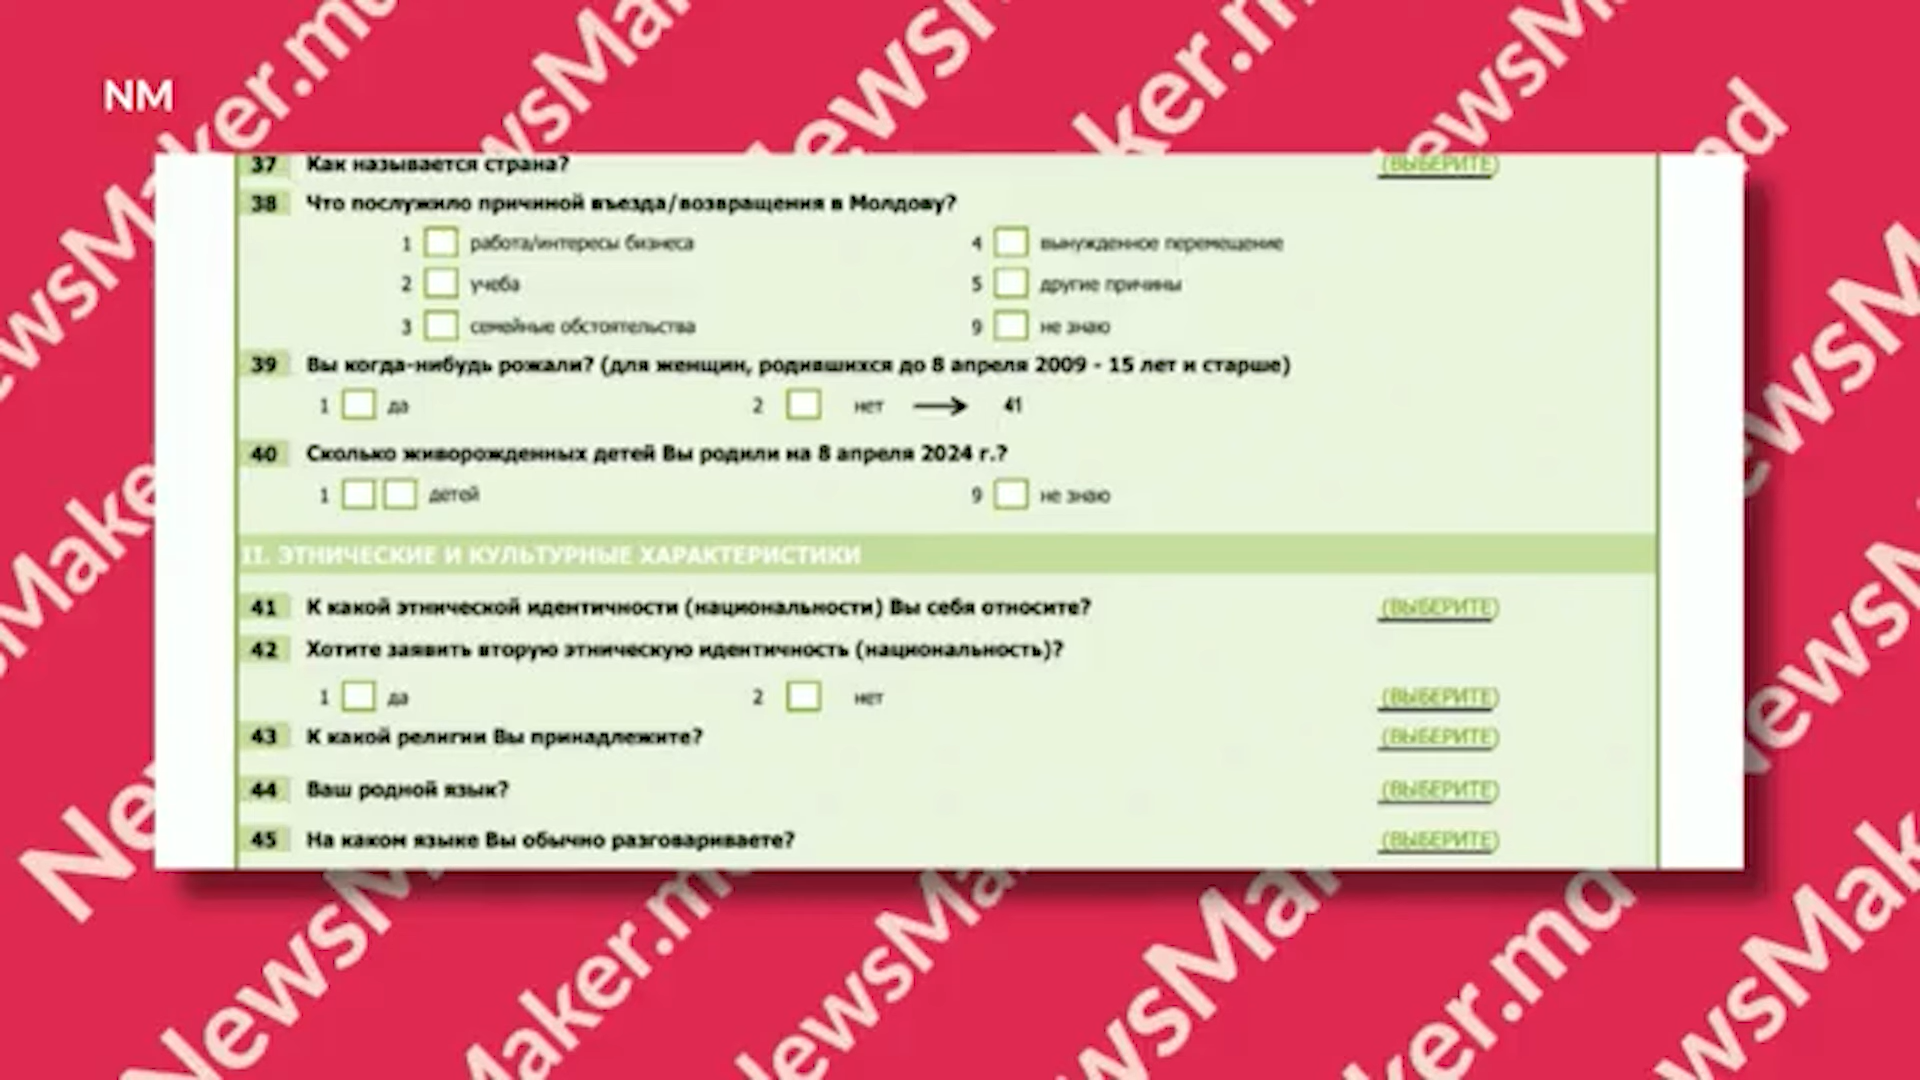 NM
37 Как называется страна? (ВЫБЕРИТЕ)
38 Что послужило причиной въезда/возвращения в Молдову?
1 работа/интересы бизнеса 4 вынужденное перемещение
2 учеба 5 другие причины
3 семейные обстоятельства 9 не знаю
39 Вы когда-нибудь рожали? (для женщин, родившихся до 8 апреля 2009 - 15 лет и старше)
1 да 2 нет → 41
40 Сколько живорожденных детей Вы родили на 8 апреля 2024 г.?
1 детей 9 не знаю
II. ЭТНИЧЕСКИЕ И КУЛЬТУРНЫЕ ХАРАКТЕРИСТИКИ
41 К какой этнической идентичности (национальности) Вы себя относите? (ВЫБЕРИТЕ)
42 Хотите заявить вторую этническую идентичность (национальность)?
1 да 2 нет (ВЫБЕРИТЕ)
43 К какой религии Вы принадлежите? (ВЫБЕРИТЕ)
44 Ваш родной язык? (ВЫБЕРИТЕ)
45 На каком языке Вы обычно разговариваете? (ВЫБЕРИТЕ)